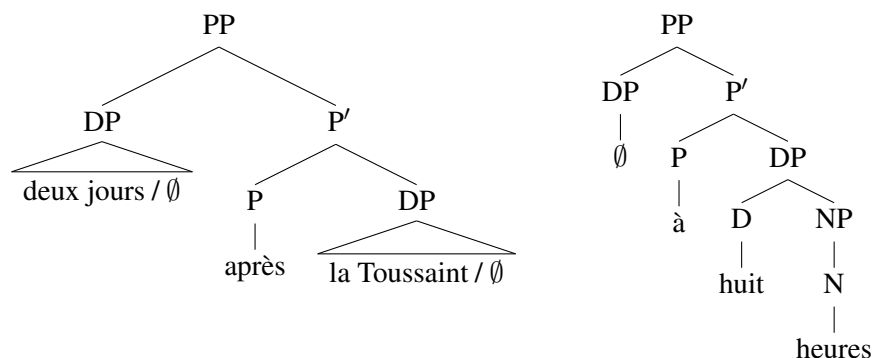 PP PP
DP P′ DP P′
deux jours / ∅ P DP ∅ P DP
après la Toussaint / ∅ à D NP
huit N
heures